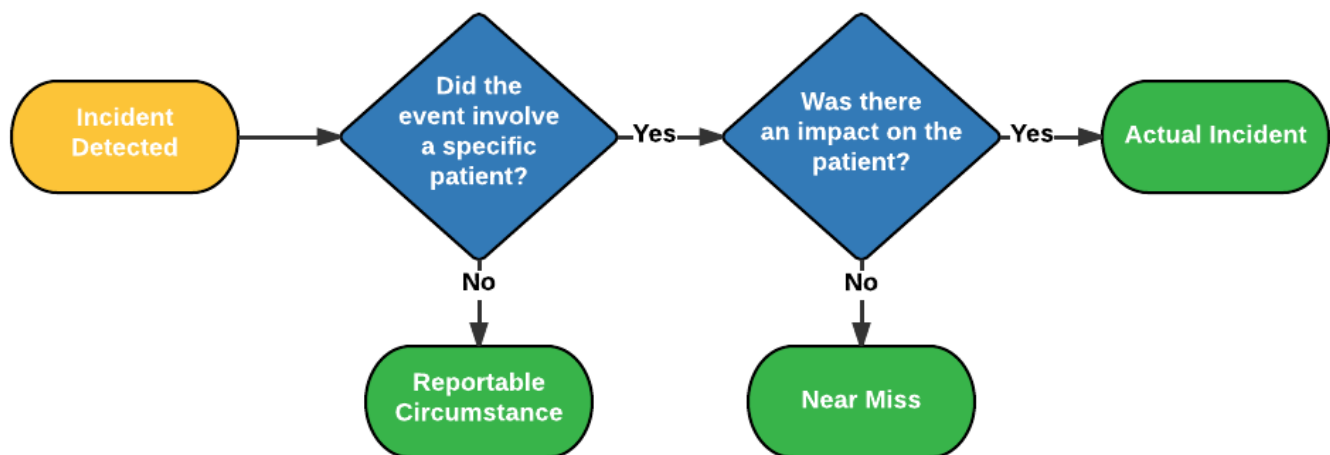 Incident
Detected
Did the
event involve
a specific
patient?
Yes
Was there
an impact on the
patient?
Yes
Actual Incident
No
No
Reportable
Circumstance
Near Miss